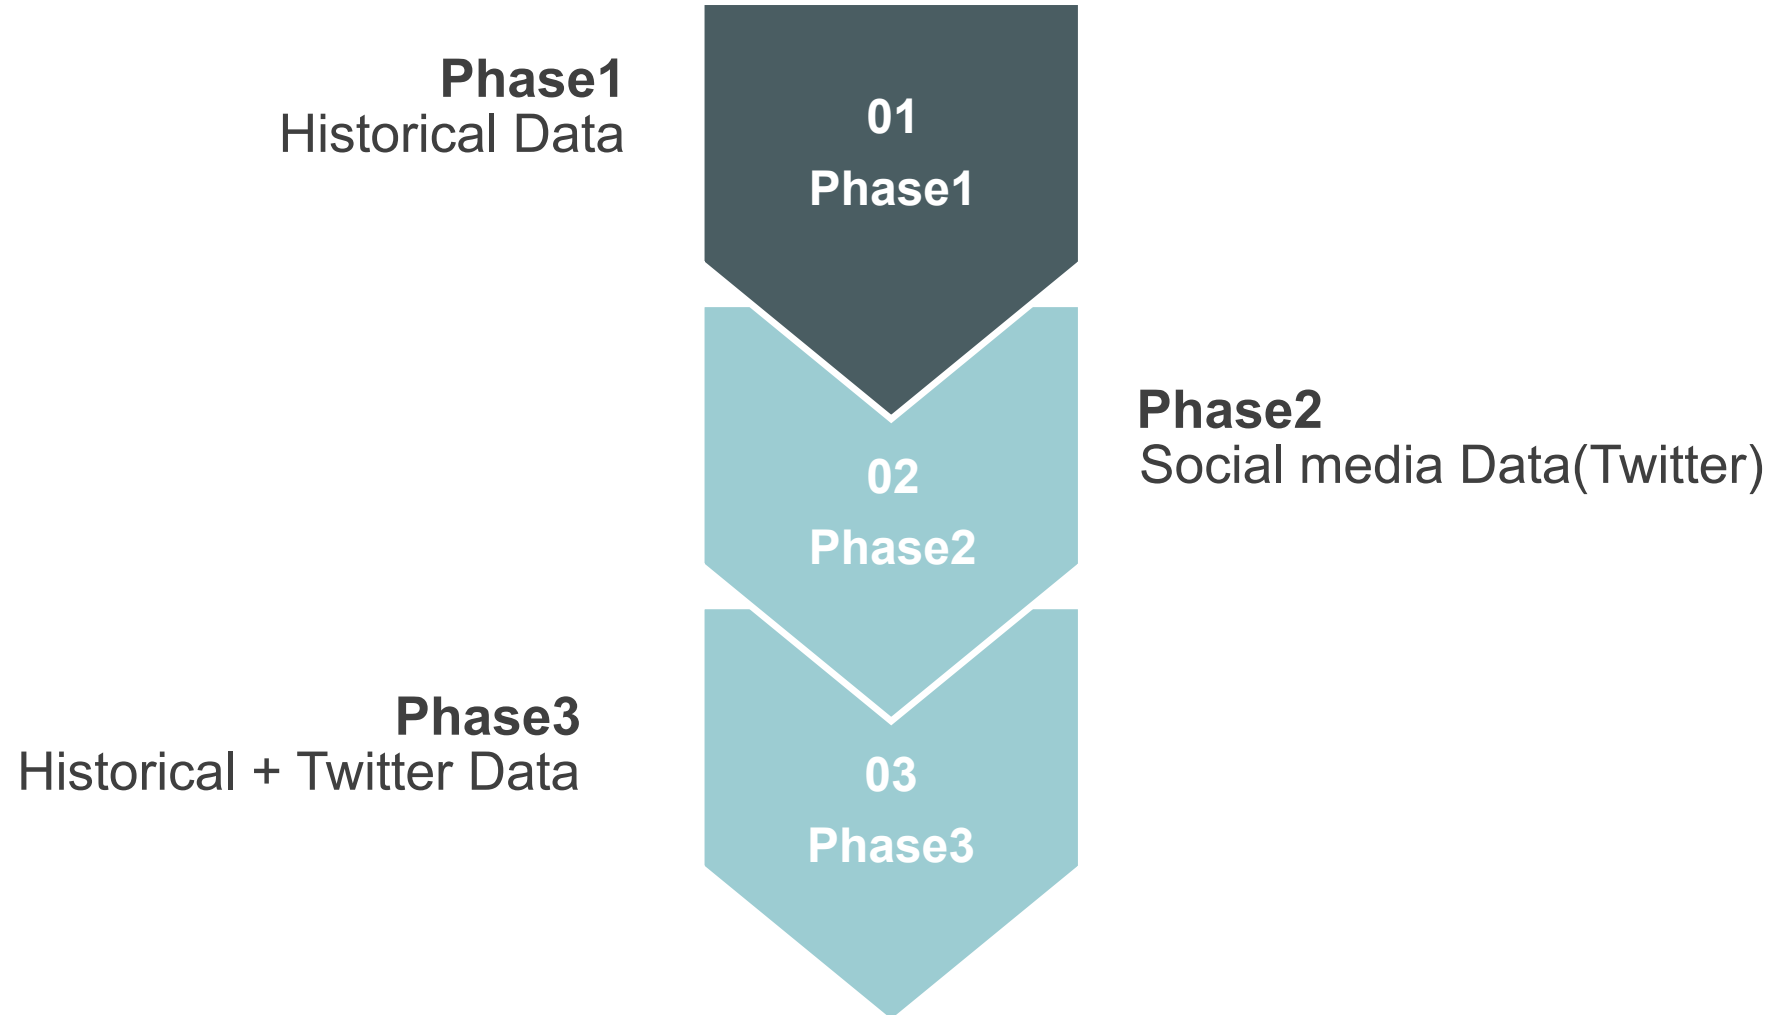 Phase1
Historical Data
01
Phase1
Phase2
Social media Data(Twitter)
02
Phase2
Phase3
Historical + Twitter Data
03
Phase3